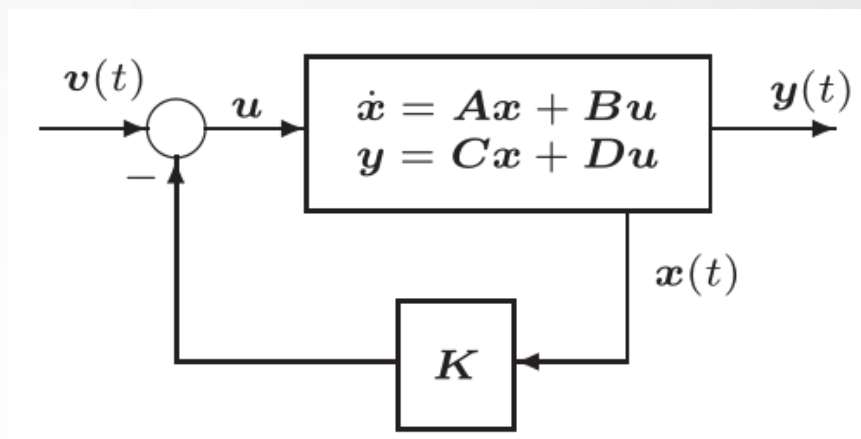 v(t)
u
ẋ = Ax + Bu
y = Cx + Du
y(t)
−
x(t)
K